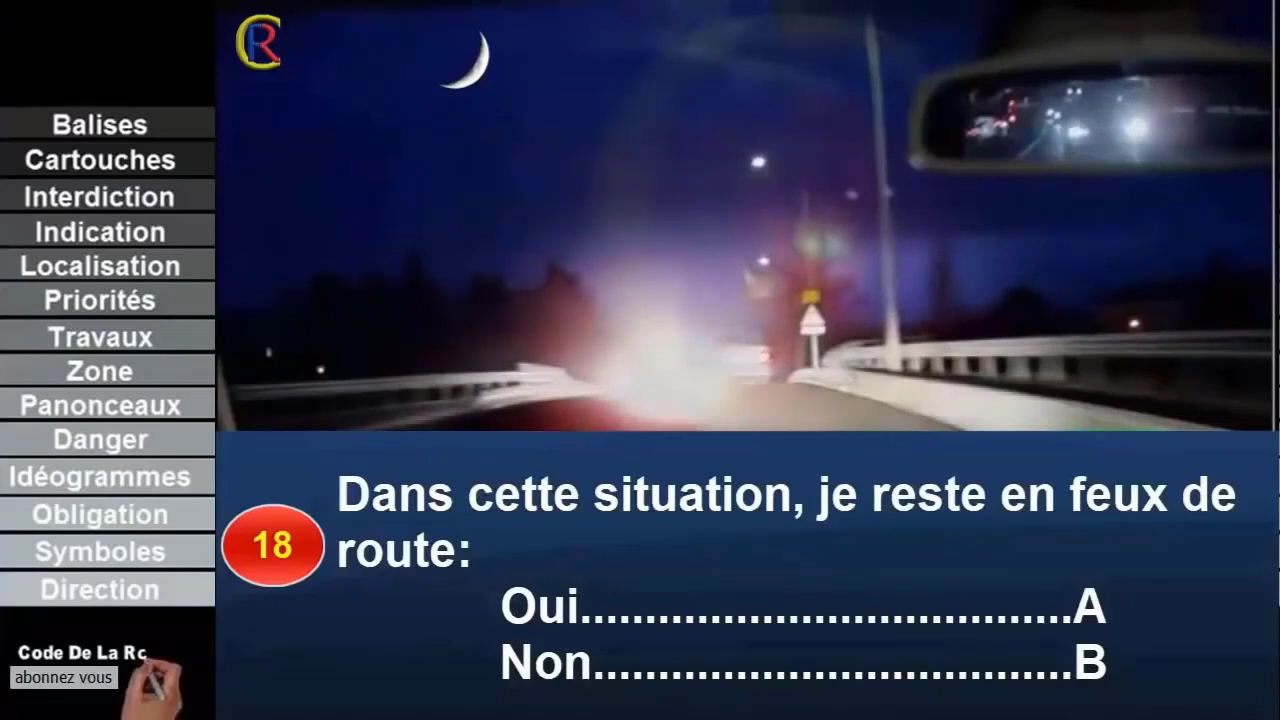 CR
Balises
Cartouches
Interdiction
Indication
Localisation
Priorités
Travaux
Zone
Panonceaux
Danger
Idéogrammes
Obligation
Symboles
Direction
Code De La Rc
abonnez vous
18
Dans cette situation, je reste en feux de
route:
Oui......................................A
Non.....................................B